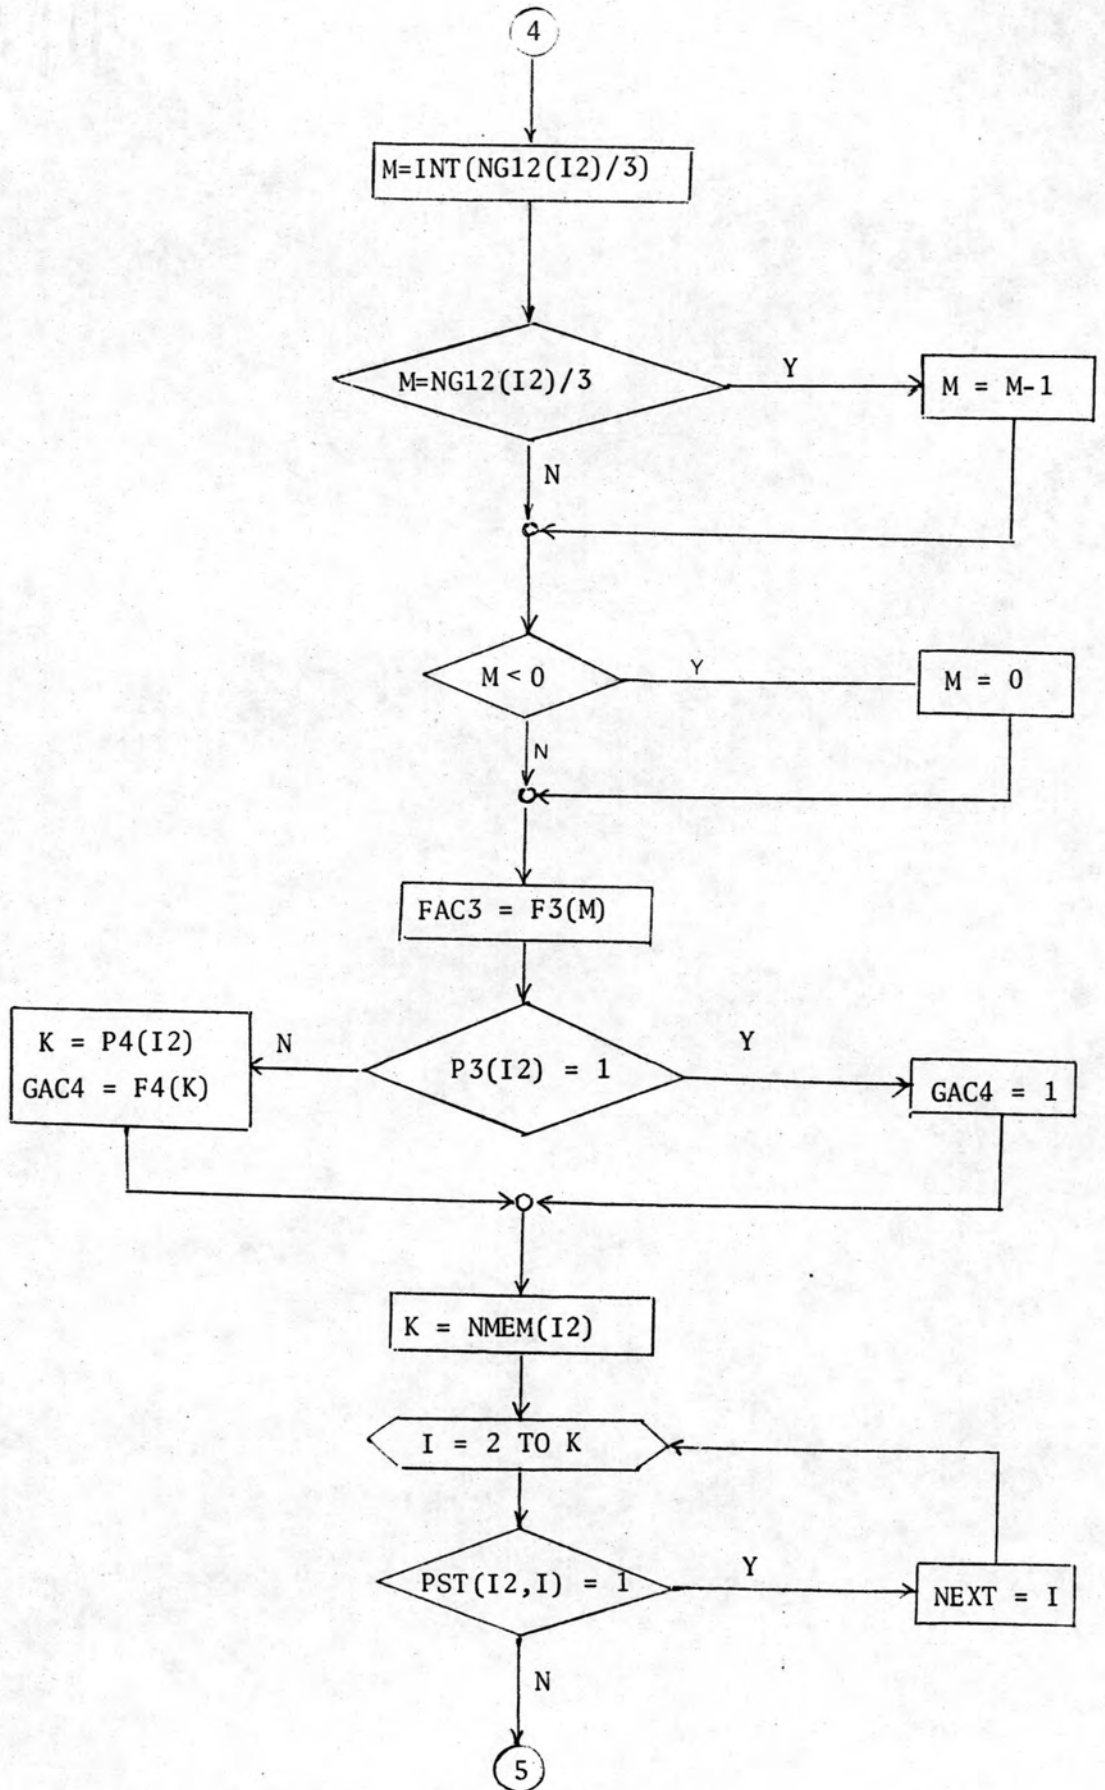 4
M=INT(NG12(I2)/3)
M=NG12(I2)/3
Y
M = M-1
N
M < 0
Y
M = 0
N
FAC3 = F3(M)
K = P4(I2)
GAC4 = F4(K)
N
P3(I2) = 1
Y
GAC4 = 1
K = NMEM(I2)
I = 2 TO K
PST(I2,I) = 1
Y
NEXT = I
N
5